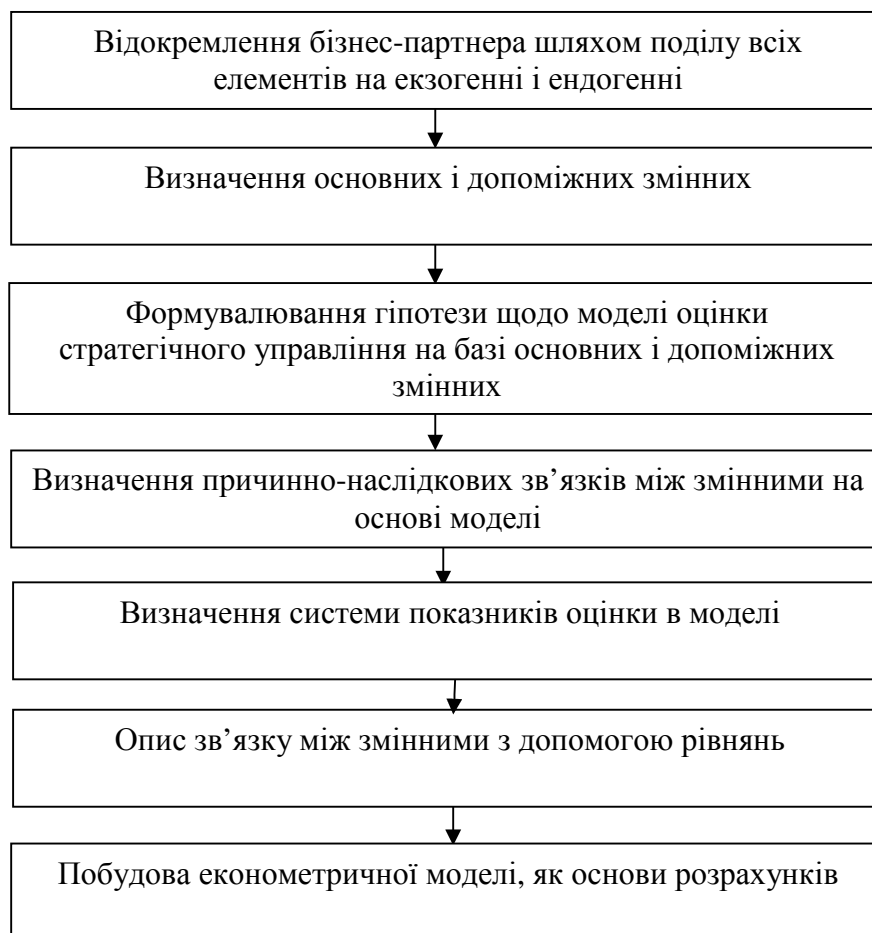 Відокремлення бізнес-партнера шляхом поділу всіх
елементів на екзогенні і ендогенні
Визначення основних і допоміжних змінних
Формувалювання гіпотези щодо моделі оцінки
стратегічного управління на базі основних і допоміжних
змінних
Визначення причинно-наслідкових зв’язків між змінними на
основі моделі
Визначення системи показників оцінки в моделі
Опис зв’язку між змінними з допомогою рівнянь
Побудова економетричної моделі, як основи розрахунків